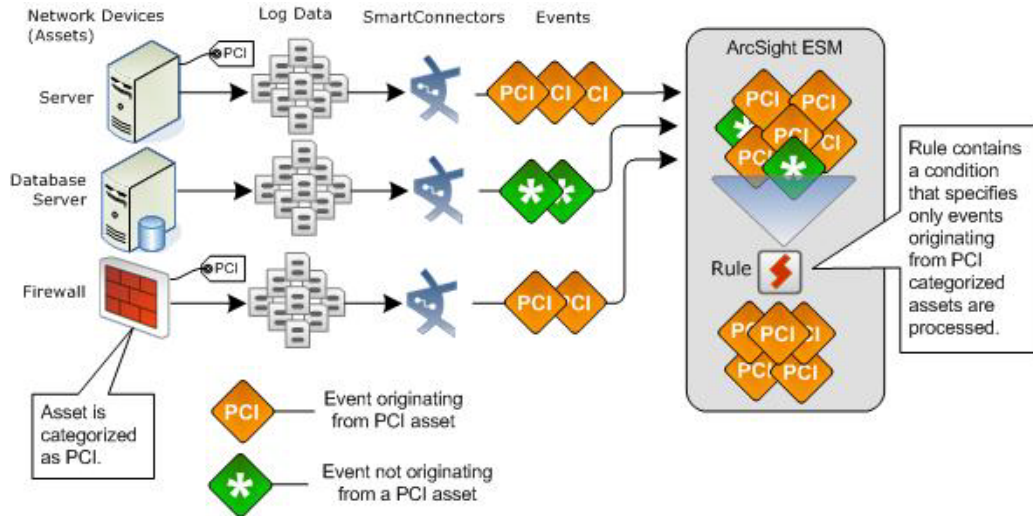 Network Devices
(Assets)
Log Data
SmartConnectors
Events
ArcSight ESM
PCI
Server
PCI
CI
CI
PCI
PCI
*
PCI
CI
PCI
*
Database
Server
*
*
Rule contains
a condition
that specifies
only events
originating
from PCI
categorized
assets are
processed.
Rule
PCI
Firewall
PCI
CI
PCI
CI
PCI
PCI
PCI
Asset is
categorized
as PCI.
PCI
Event originating
from PCI asset
*
Event not originating
from a PCI asset